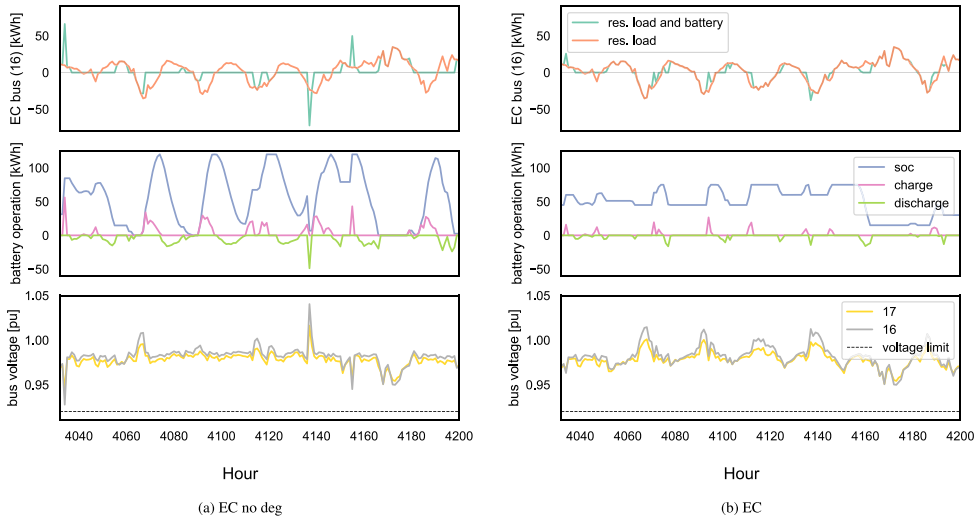 EC bus (16) [kWh]
50
0
−50
EC bus (16) [kWh]
50
0
−50
res. load and battery
res. load
battery operation [kWh]
100
50
0
−50
battery operation [kWh]
100
50
0
−50
soc
charge
discharge
bus voltage [pu]
1.05
1.00
0.95
bus voltage [pu]
1.05
1.00
0.95
17
16
voltage limit
4040 4060 4080 4100 4120 4140 4160 4180 4200
4040 4060 4080 4100 4120 4140 4160 4180 4200
Hour
Hour
(a) EC no deg
(b) EC